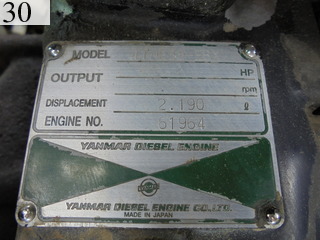 30
MODEL
OUTPUT HP
rpm
DISPLACEMENT 2.190 ℓ
ENGINE NO. 51964
YANMAR DIESEL ENGINE
YANMAR DIESEL ENGINE CO.,LTD.
MADE IN JAPAN